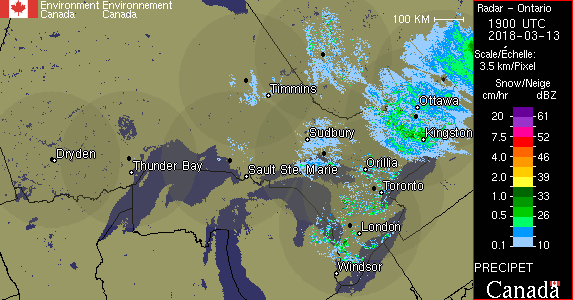 Environment Environnement
Canada Canada
100 KM
Timmins
Ottawa
Sudbury
Kingston
Dryden
Thunder Bay
Sault Ste. Marie
Orillia
Toronto
London
Windsor
Radar - Ontario
1900 UTC
2018-03-13
Scale/Échelle:
3.5 km/Pixel
Snow/Neige
cm/hr dBZ
20 61
7.5 52
4.0 46
2.0 39
1.0 33
0.5 26
0.1 10
PRECIPET
Canada